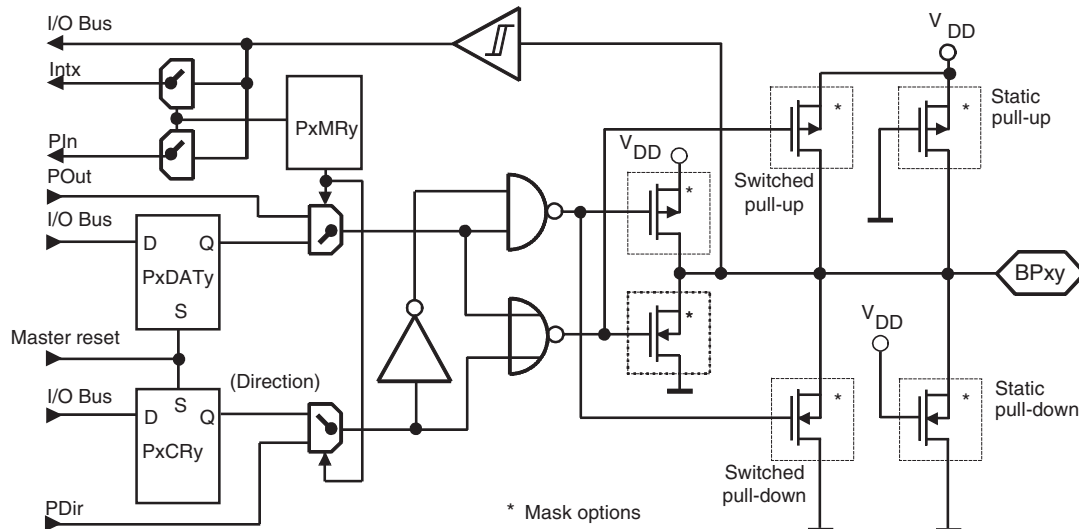 I/O Bus
V
DD
Intx
*
*
Static
pull-up
PxMRy
PIn
V
DD
POut
*
Switched
pull-up
I/O Bus
D
Q
PxDATy
BPxy
S
*
V
DD
Master reset
(Direction)
I/O Bus
S
D
Q
*
*
Static
pull-down
PxCRy
Switched
pull-down
PDir
* Mask options